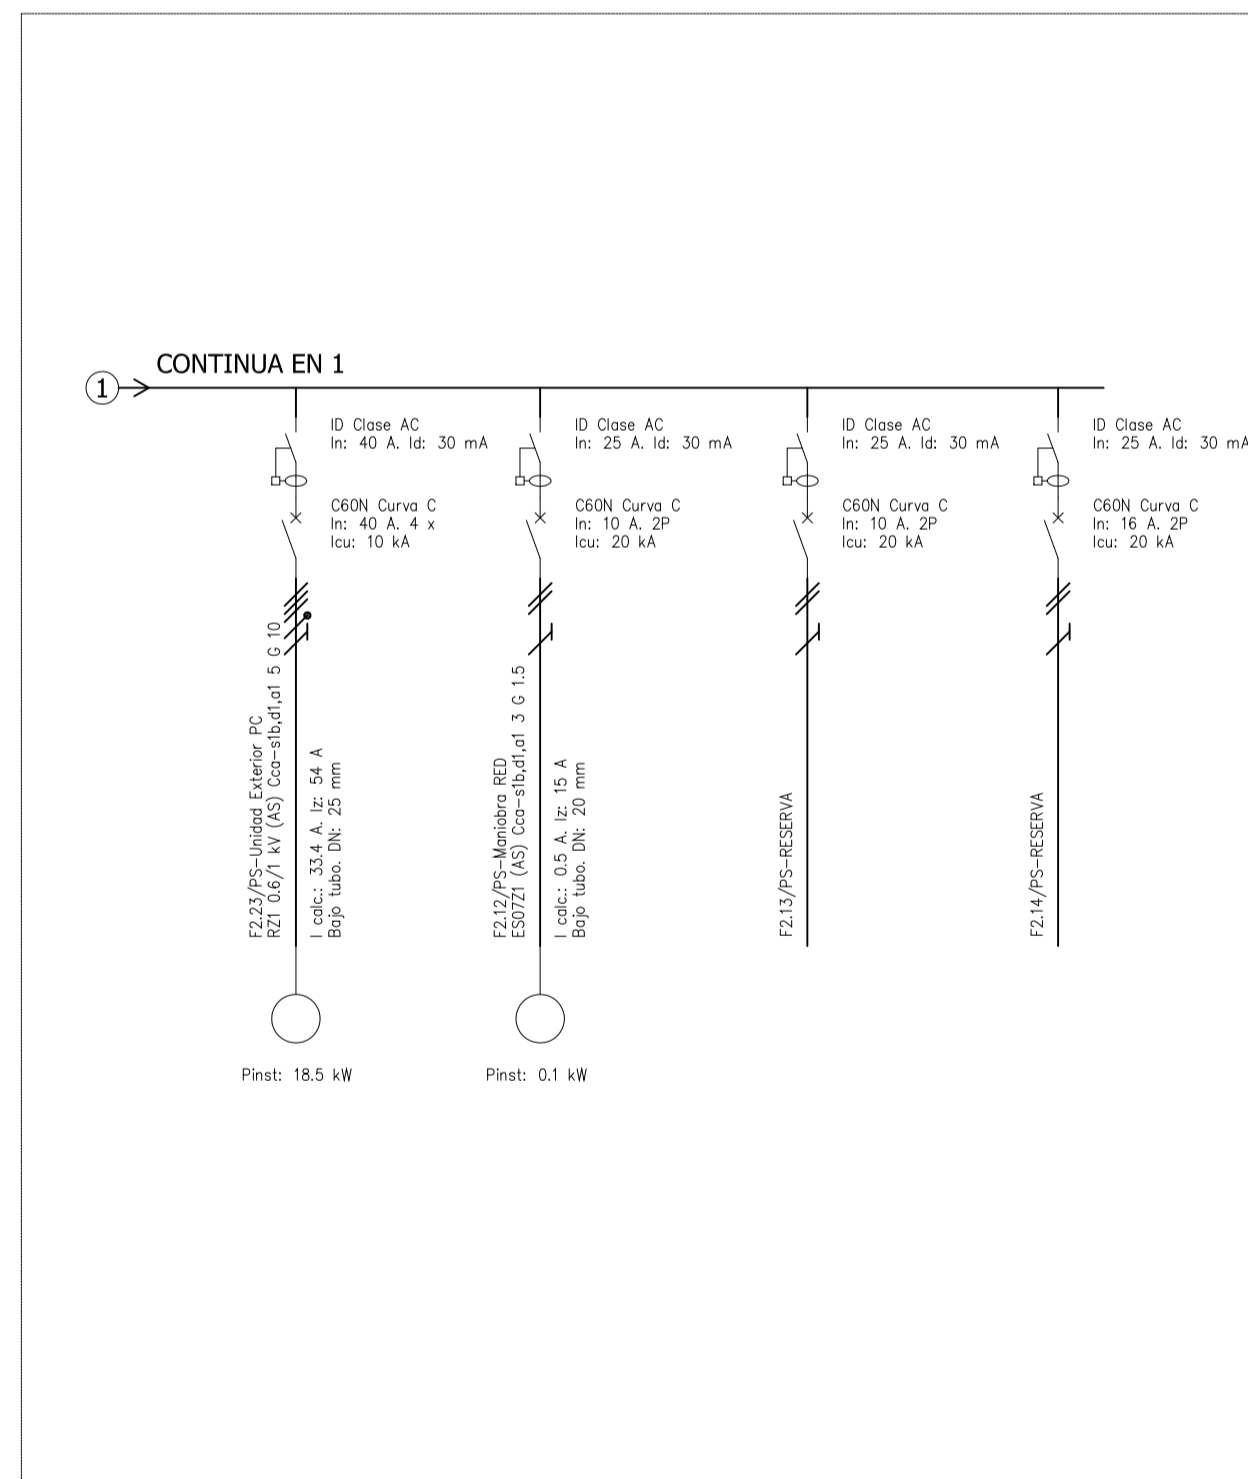 CONTINUA EN 1
1
ID Clase AC
In: 40 A. Id: 30 mA
C60N Curva C
In: 40 A. 4 x
Icu: 10 kA
F2.23/PS-Unidad Exterior PC
RZ1 0.6/1 kV (AS) Cca-s1b,d1,a1 5 G 10
I calc.: 33.4 A. Iz: 54 A
Bajo tubo. DN: 25 mm
Pinst: 18.5 kW
ID Clase AC
In: 25 A. Id: 30 mA
C60N Curva C
In: 10 A. 2P
Icu: 20 kA
F2.12/PS-Maniobra RED
ES07Z1 (AS) Cca-s1b,d1,a1 3 G 1.5
I calc.: 0.5 A. Iz: 15 A
Bajo tubo. DN: 20 mm
Pinst: 0.1 kW
ID Clase AC
In: 25 A. Id: 30 mA
C60N Curva C
In: 10 A. 2P
Icu: 20 kA
F2.13/PS-RESERVA
ID Clase AC
In: 25 A. Id: 30 mA
C60N Curva C
In: 16 A. 2P
Icu: 20 kA
F2.14/PS-RESERVA